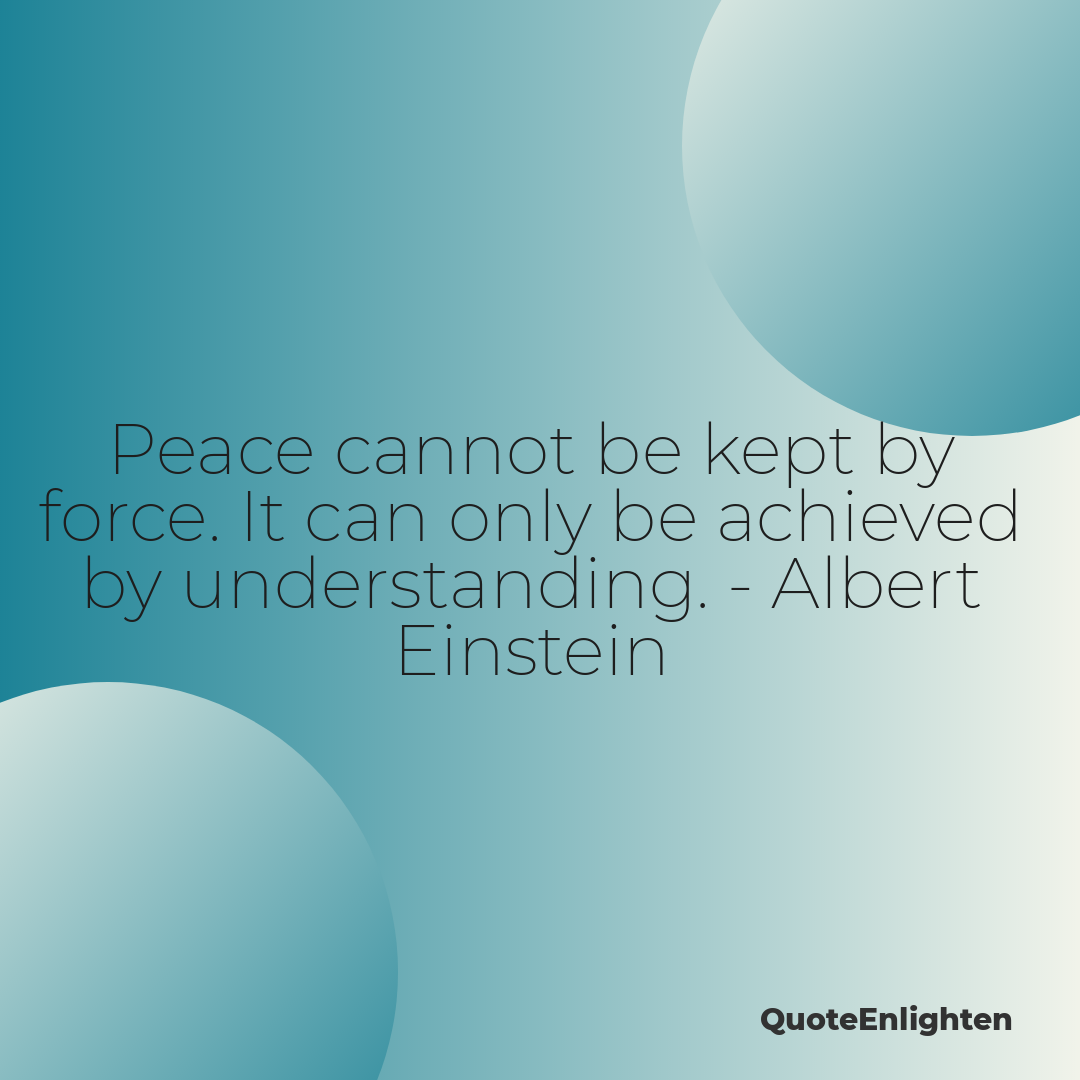 Peace cannot be kept by
force. It can only be achieved
by understanding. - Albert
Einstein
QuoteEnlighten